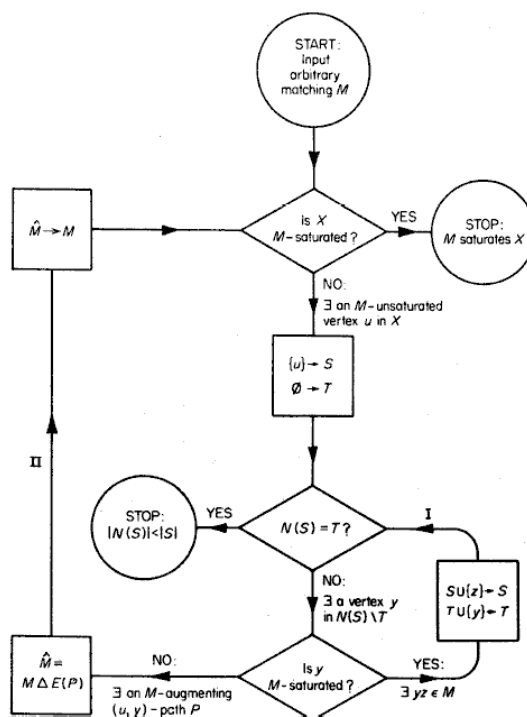 START:
Input
arbitrary
matching M
M̂ → M
Is X
M-saturated?
YES
STOP:
M saturates X
NO:
∃ an M-unsaturated
vertex u in X
{u} → S
∅ → T
II
STOP:
|N(S)|<|S|
YES
N(S) = T?
I
NO:
∃ a vertex y
in N(S)\T
S∪{z} → S
T∪{y} → T
M̂ =
M Δ E(P)
NO:
∃ an M-augmenting
(u, y)-path P
Is y
M-saturated?
YES:
∃ yz ∈ M